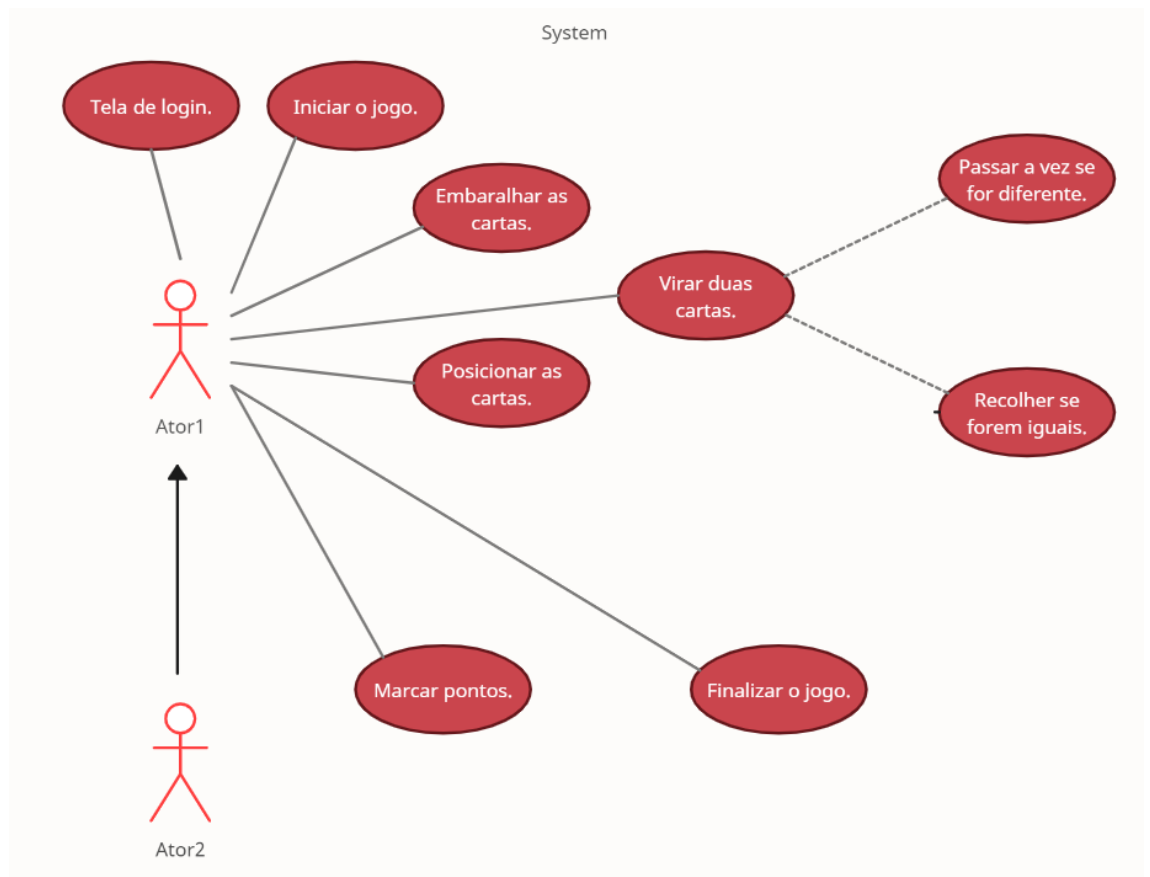 System
Tela de login.
Iniciar o jogo.
Embaralhar as
cartas.
Passar a vez se
for diferente.
Virar duas
cartas.
Posicionar as
cartas.
Recolher se
forem iguais.
Ator1
Marcar pontos.
Finalizar o jogo.
Ator2